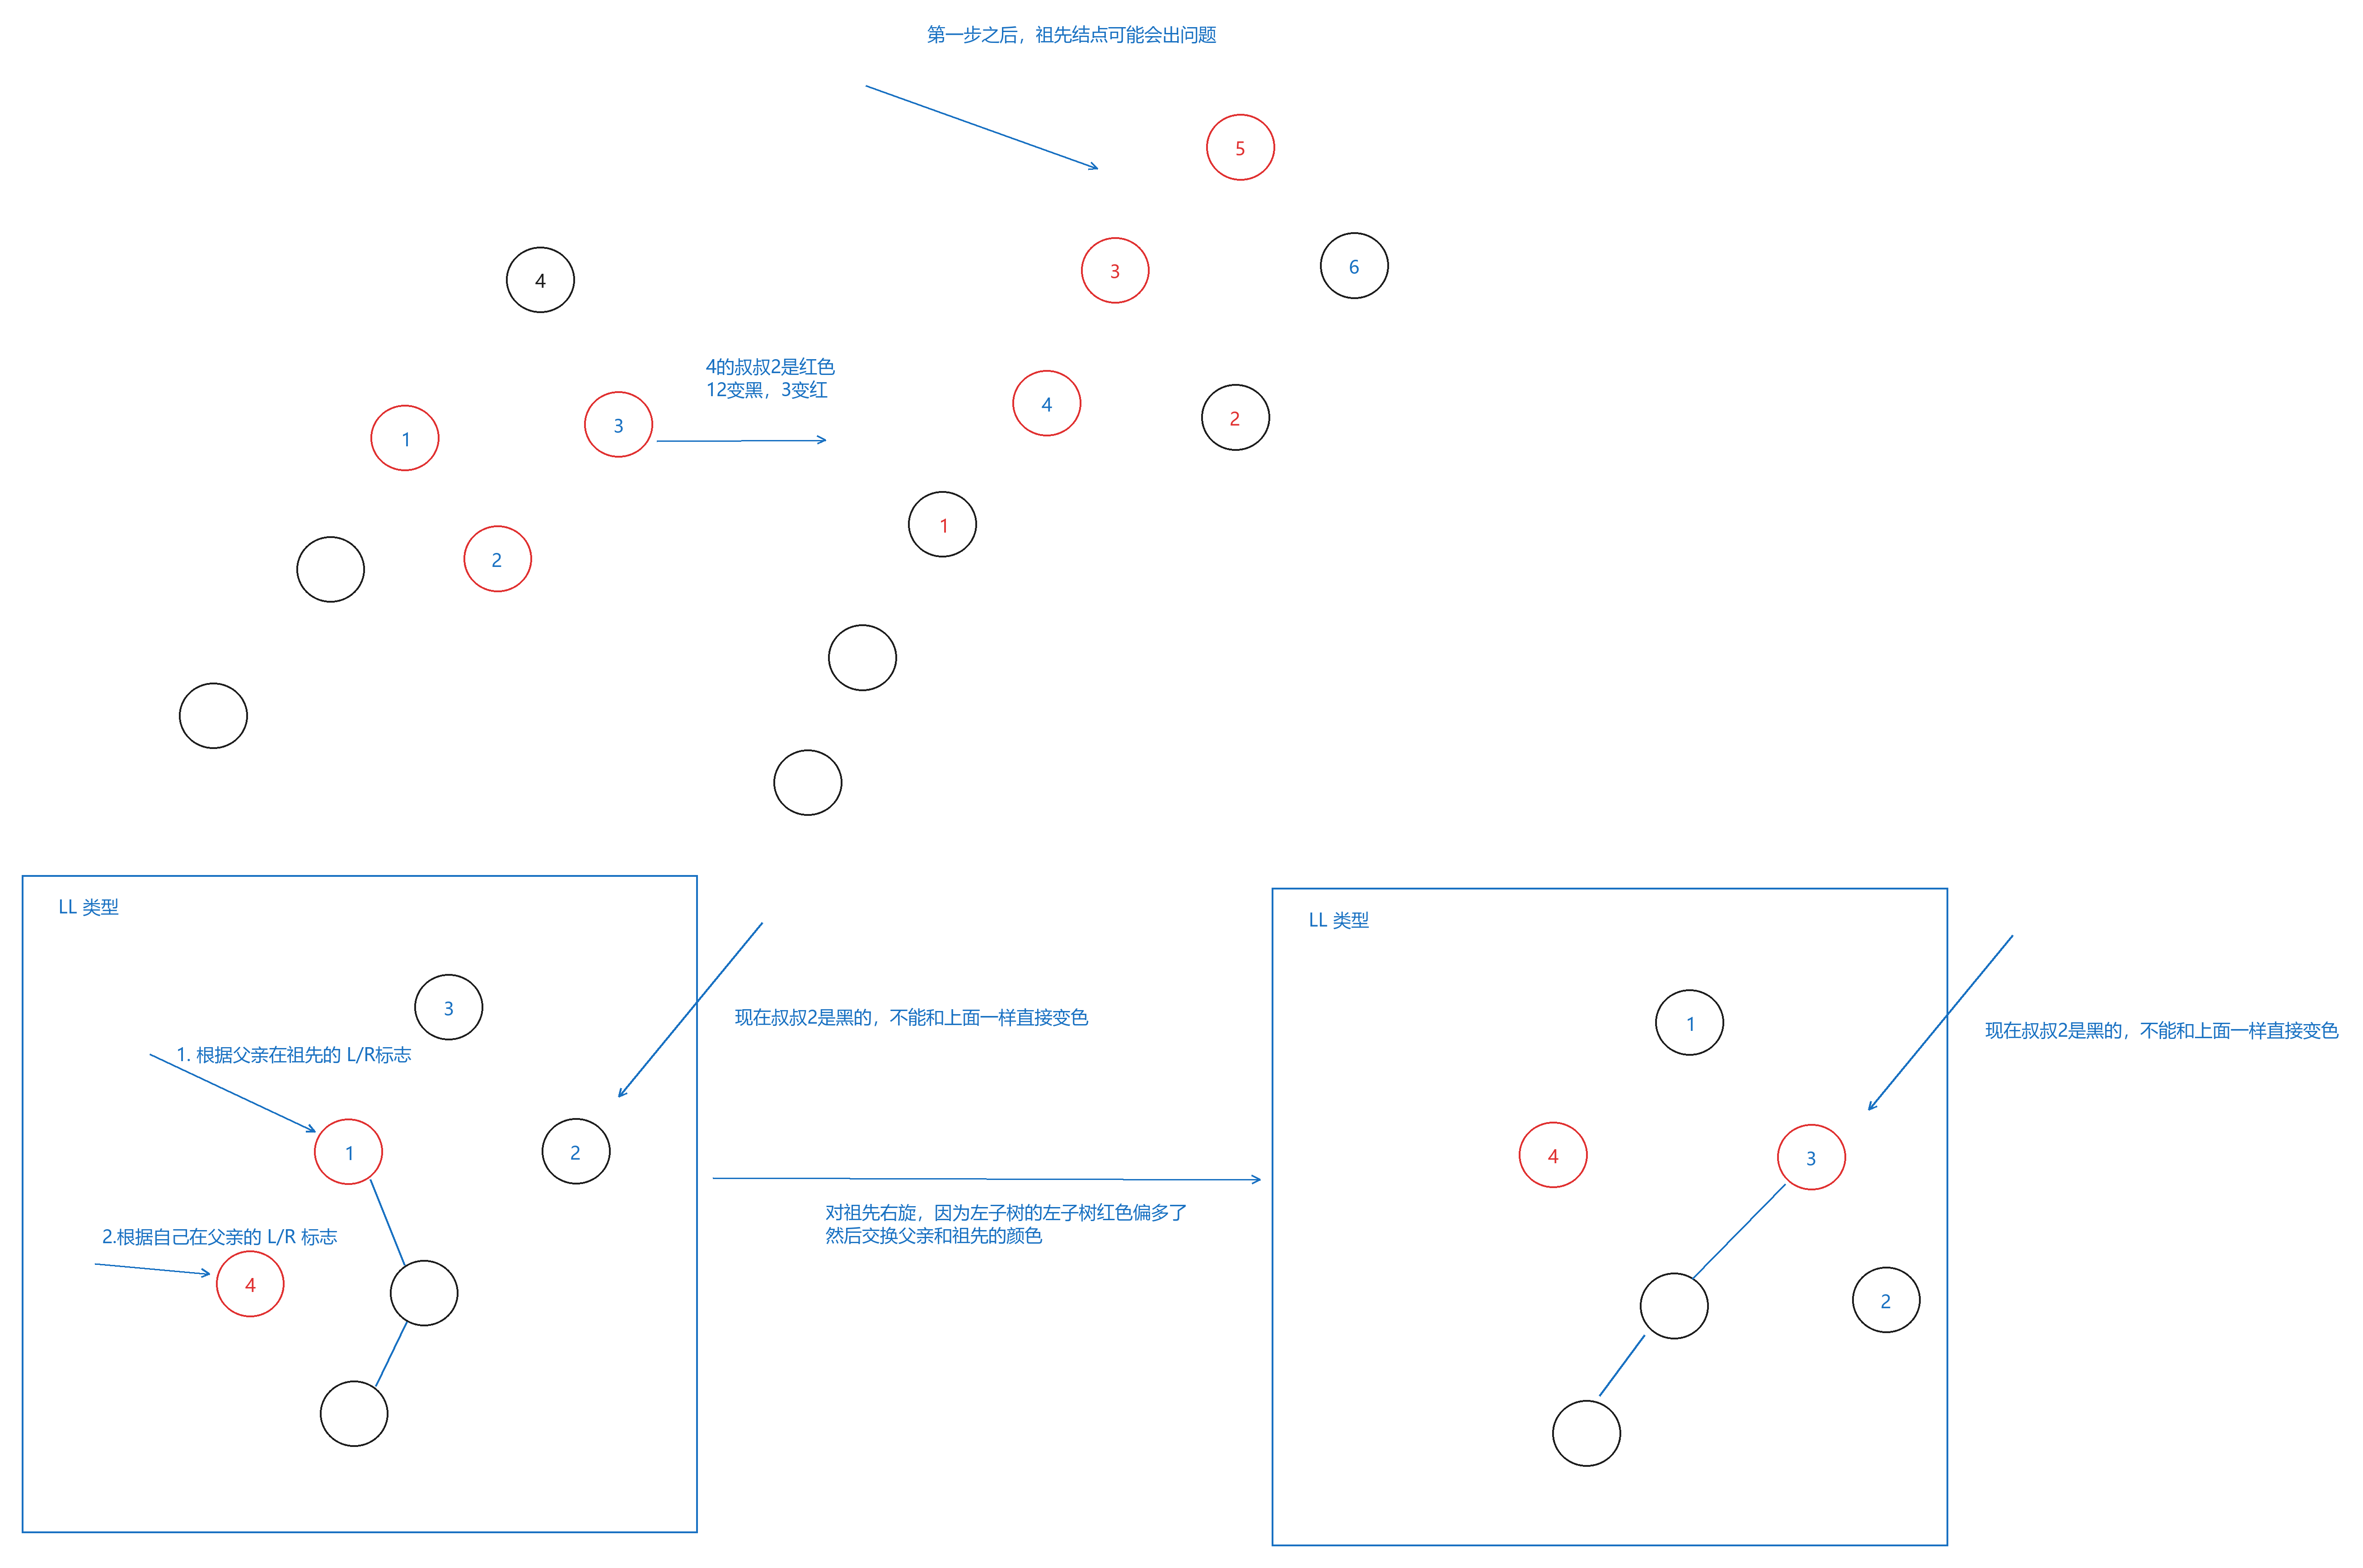 第一步之后，祖先结点可能会出问题
5
3
6
4
4的叔叔2是红色
12变黑，3变红
4
2
1
3
1
2
LL 类型
3
1. 根据父亲在祖先的 L/R标志
现在叔叔2是黑的，不能和上面一样直接变色
1
2
2.根据自己在父亲的 L/R 标志
4
对祖先右旋，因为左子树的左子树红色偏多了
然后交换父亲和祖先的颜色
LL 类型
1
现在叔叔2是黑的，不能和上面一样直接变色
4
3
2